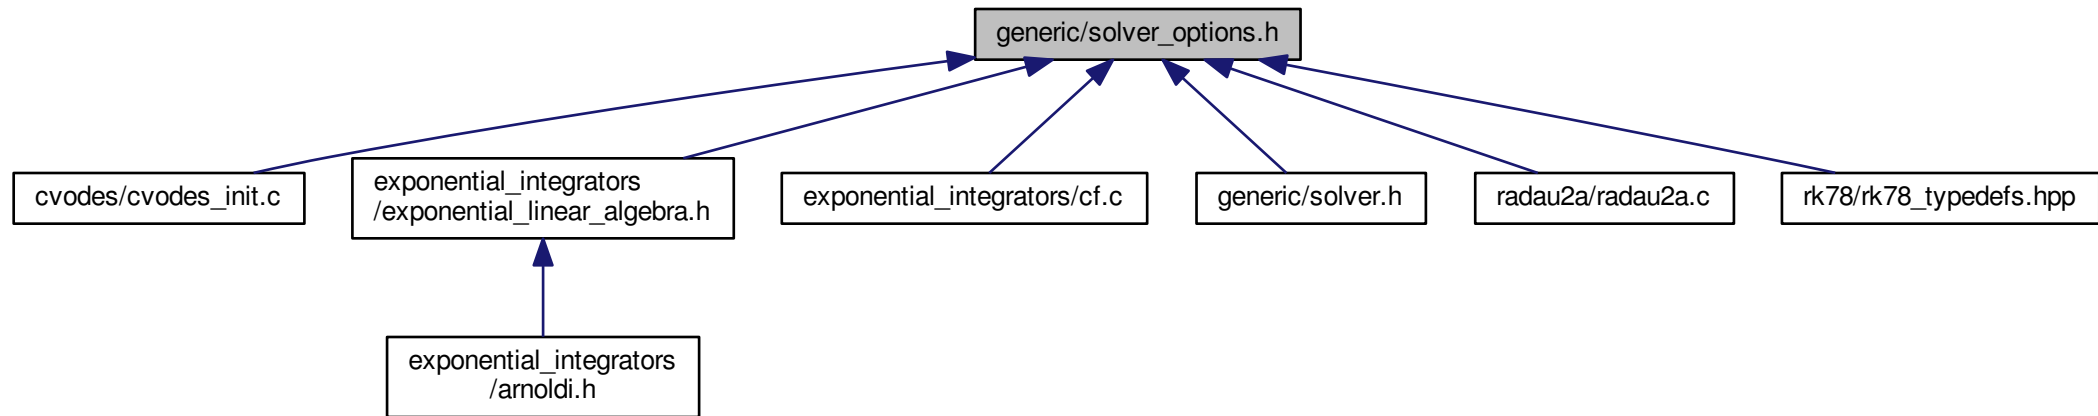 generic/solver_options.h
cvodes/cvodes_init.c
exponential_integrators
/exponential_linear_algebra.h
exponential_integrators/cf.c
generic/solver.h
radau2a/radau2a.c
rk78/rk78_typedefs.hpp
exponential_integrators
/arnoldi.h